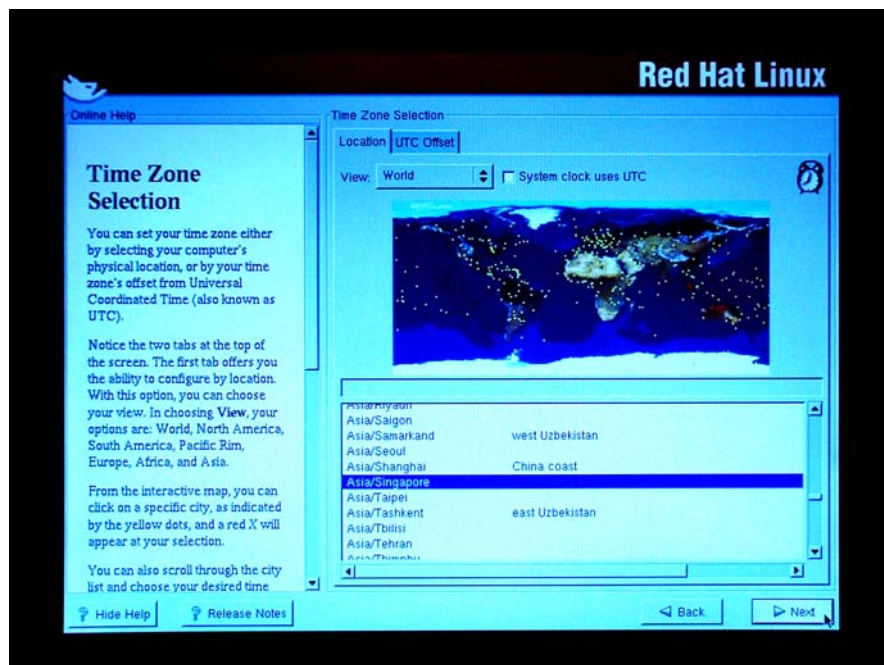 Red Hat Linux
Online Help
Time Zone
Selection
You can set your time zone either
by selecting your computer's
physical location, or by your time
zone's offset from Universal
Coordinated Time (also known as
UTC).
Notice the two tabs at the top of
the screen. The first tab offers you
the ability to configure by location.
With this option, you can choose
your view. In choosing View, your
options are: World, North America,
South America, Pacific Rim,
Europe, Africa, and Asia.
From the interactive map, you can
click on a specific city, as indicated
by the yellow dots, and a red X will
appear at your selection.
You can also scroll through the city
list and choose your desired time
Time Zone Selection
Location UTC Offset
View: World System clock uses UTC
Asia/Riyadh
Asia/Saigon
Asia/Samarkand west Uzbekistan
Asia/Seoul
Asia/Shanghai China coast
Asia/Singapore
Asia/Taipei
Asia/Tashkent east Uzbekistan
Asia/Tbilisi
Asia/Tehran
Asia/Thimphu
Hide Help Release Notes Back Next